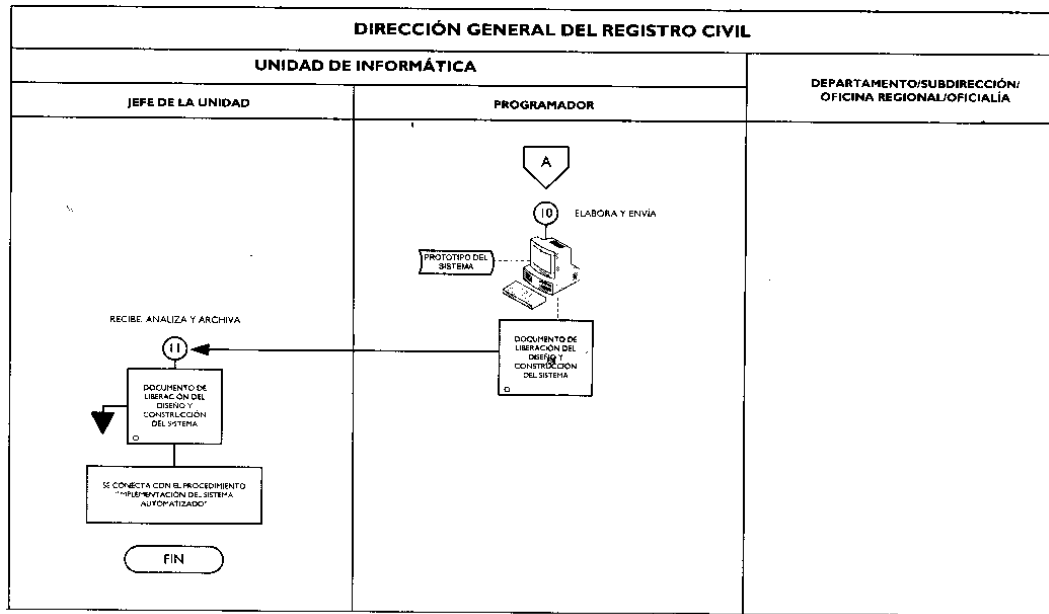 DIRECCIÓN GENERAL DEL REGISTRO CIVIL
UNIDAD DE INFORMÁTICA
DEPARTAMENTO/SUBDIRECCIÓN/
OFICINA REGIONAL/OFICIALÍA
JEFE DE LA UNIDAD
PROGRAMADOR
A
10
ELABORA Y ENVÍA
PROTOTIPO DEL
SISTEMA
DOCUMENTO DE
LIBERACIÓN DEL
DISEÑO Y
CONSTRUCCIÓN
DEL SISTEMA
O
RECIBE, ANALIZA Y ARCHIVA
11
DOCUMENTO DE
LIBERACIÓN DEL
DISEÑO Y
CONSTRUCCIÓN
DEL SISTEMA
O
SE CONECTA CON EL PROCEDIMIENTO
"IMPLEMENTACIÓN DEL SISTEMA
AUTOMATIZADO"
FIN